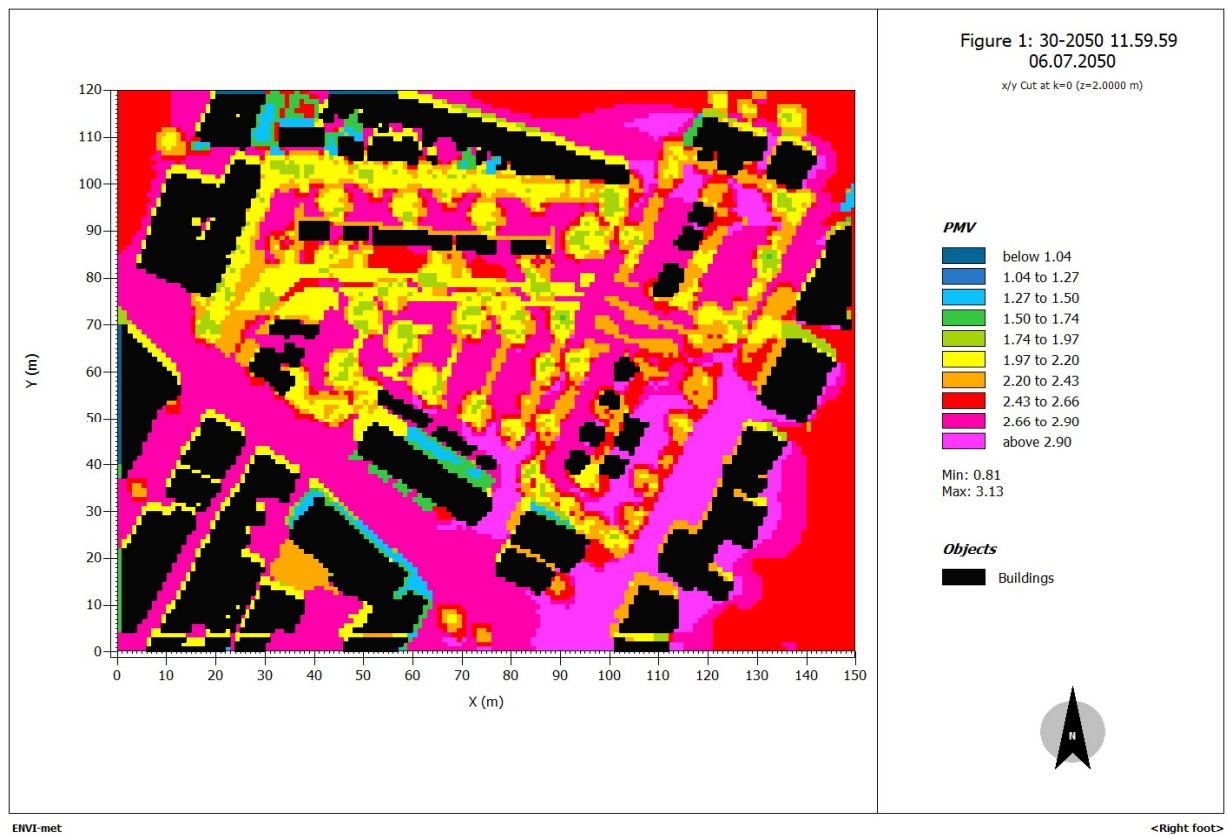 Figure 1: 30-2050 11.59.59
06.07.2050
x/y Cut at k=0 (z=2.0000 m)
120
110
100
90
80
70
60
50
40
30
20
10
0
Y (m)
0 10 20 30 40 50 60 70 80 90 100 110 120 130 140 150
X (m)
PMV
below 1.04
1.04 to 1.27
1.27 to 1.50
1.50 to 1.74
1.74 to 1.97
1.97 to 2.20
2.20 to 2.43
2.43 to 2.66
2.66 to 2.90
above 2.90
Min: 0.81
Max: 3.13
Objects
Buildings
N
ENVI-met
<Right foot>